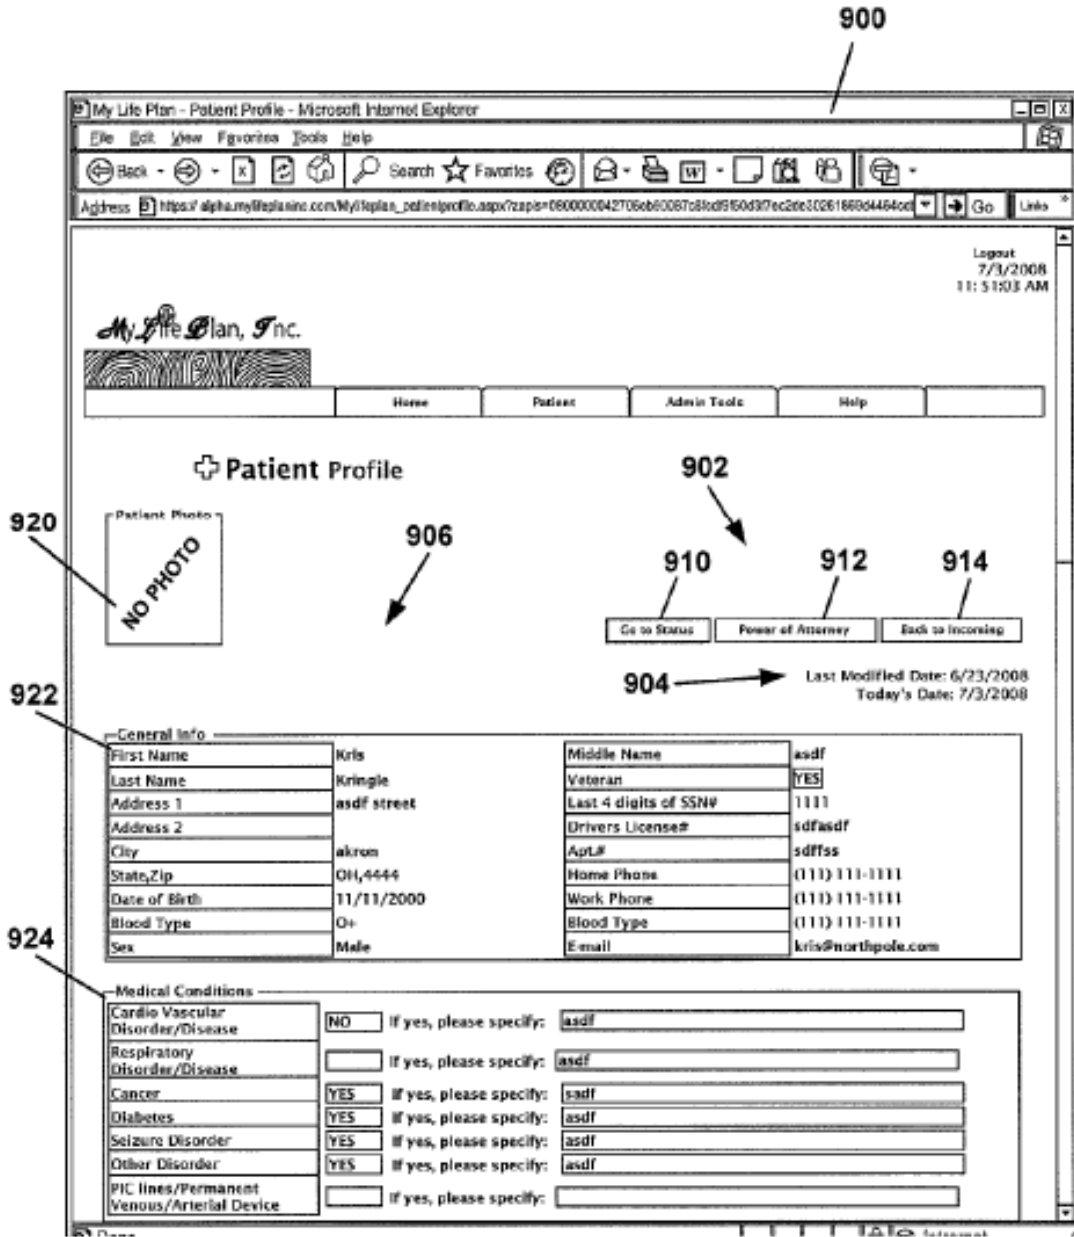 900
My Life Plan - Patient Profile - Microsoft Internet Explorer
File Edit View Favorites Tools Help
Back Search Favorites W
Address Go Links
Logout
7/3/2008
11: 51:03 AM
My Life Plan, Inc.
Home Patient Admin Tools Help
Patient Profile
902
920
Patient Photo
NO PHOTO
906
910 912 914
Go to Status Power of Attorney Back to Incoming
904
Last Modified Date: 6/23/2008
Today's Date: 7/3/2008
922
General Info
First Name Kris Middle Name asdf
Last Name Kringle Veteran YES
Address 1 asdf street Last 4 digits of SSN# 1111
Address 2 Drivers License# sdfasdf
City akron Apt.# sdffss
State,Zip OH,4444 Home Phone (111) 111-1111
Date of Birth 11/11/2000 Work Phone (111) 111-1111
Blood Type O+ Blood Type (111) 111-1111
Sex Male E-mail kris@northpole.com
924
Medical Conditions
Cardio Vascular
Disorder/Disease NO If yes, please specify: asdf
Respiratory
Disorder/Disease If yes, please specify: asdf
Cancer YES If yes, please specify: sadf
Diabetes YES If yes, please specify: asdf
Seizure Disorder YES If yes, please specify: asdf
Other Disorder YES If yes, please specify: asdf
PIC lines/Permanent
Venous/Arterial Device If yes, please specify: